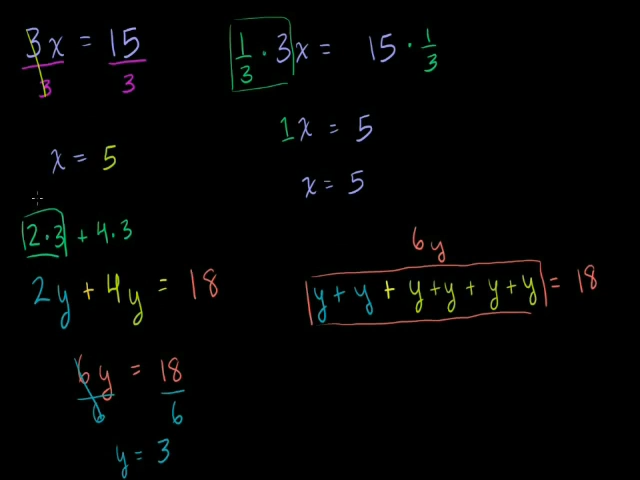 3x = 15
3 3
x = 5
1/3 · 3x = 15 · 1/3
1x = 5
x = 5
2·3 + 4·3
2y + 4y = 18
6y = 18
6 6
y = 3
6y
y + y + y + y + y + y = 18